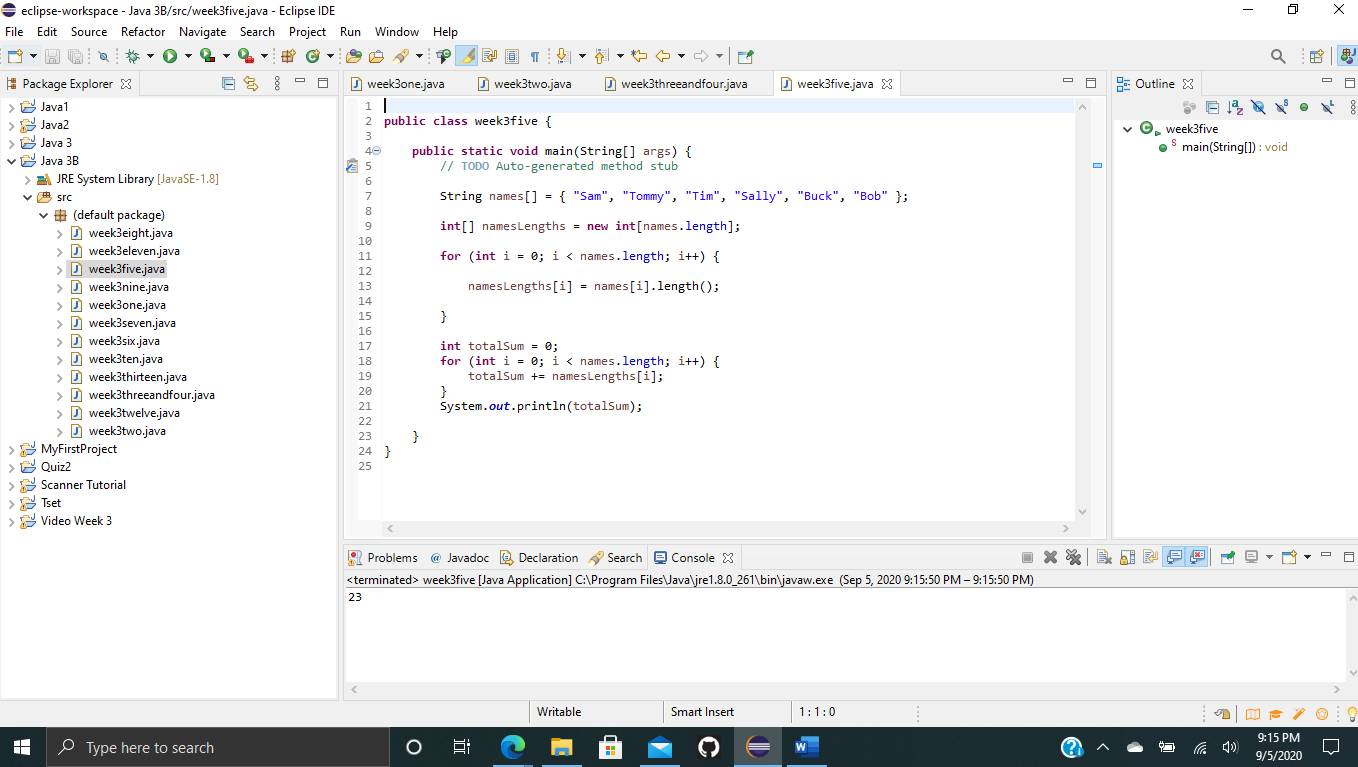 eclipse-workspace - Java 3B/src/week3five.java - Eclipse IDE
File Edit Source Refactor Navigate Search Project Run Window Help
Package Explorer
Java1
Java2
Java 3
Java 3B
JRE System Library [JavaSE-1.8]
src
(default package)
week3eight.java
week3eleven.java
week3five.java
week3nine.java
week3one.java
week3seven.java
week3six.java
week3ten.java
week3thirteen.java
week3threeandfour.java
week3twelve.java
week3two.java
MyFirstProject
Quiz2
Scanner Tutorial
Tset
Video Week 3
week3one.java week3two.java week3threeandfour.java week3five.java
1
2 public class week3five {
3
4 public static void main(String[] args) {
5 // TODO Auto-generated method stub
6
7 String names[] = { "Sam", "Tommy", "Tim", "Sally", "Buck", "Bob" };
8
9 int[] namesLengths = new int[names.length];
10
11 for (int i = 0; i < names.length; i++) {
12
13 namesLengths[i] = names[i].length();
14
15 }
16
17 int totalSum = 0;
18 for (int i = 0; i < names.length; i++) {
19 totalSum += namesLengths[i];
20 }
21 System.out.println(totalSum);
22
23 }
24 }
25
Outline
week3five
main(String[]) : void
Problems @ Javadoc Declaration Search Console
<terminated> week3five [Java Application] C:\Program Files\Java\jre1.8.0_261\bin\javaw.exe (Sep 5, 2020 9:15:50 PM – 9:15:50 PM)
23
Writable Smart Insert 1 : 1 : 0
Type here to search
9:15 PM
9/5/2020